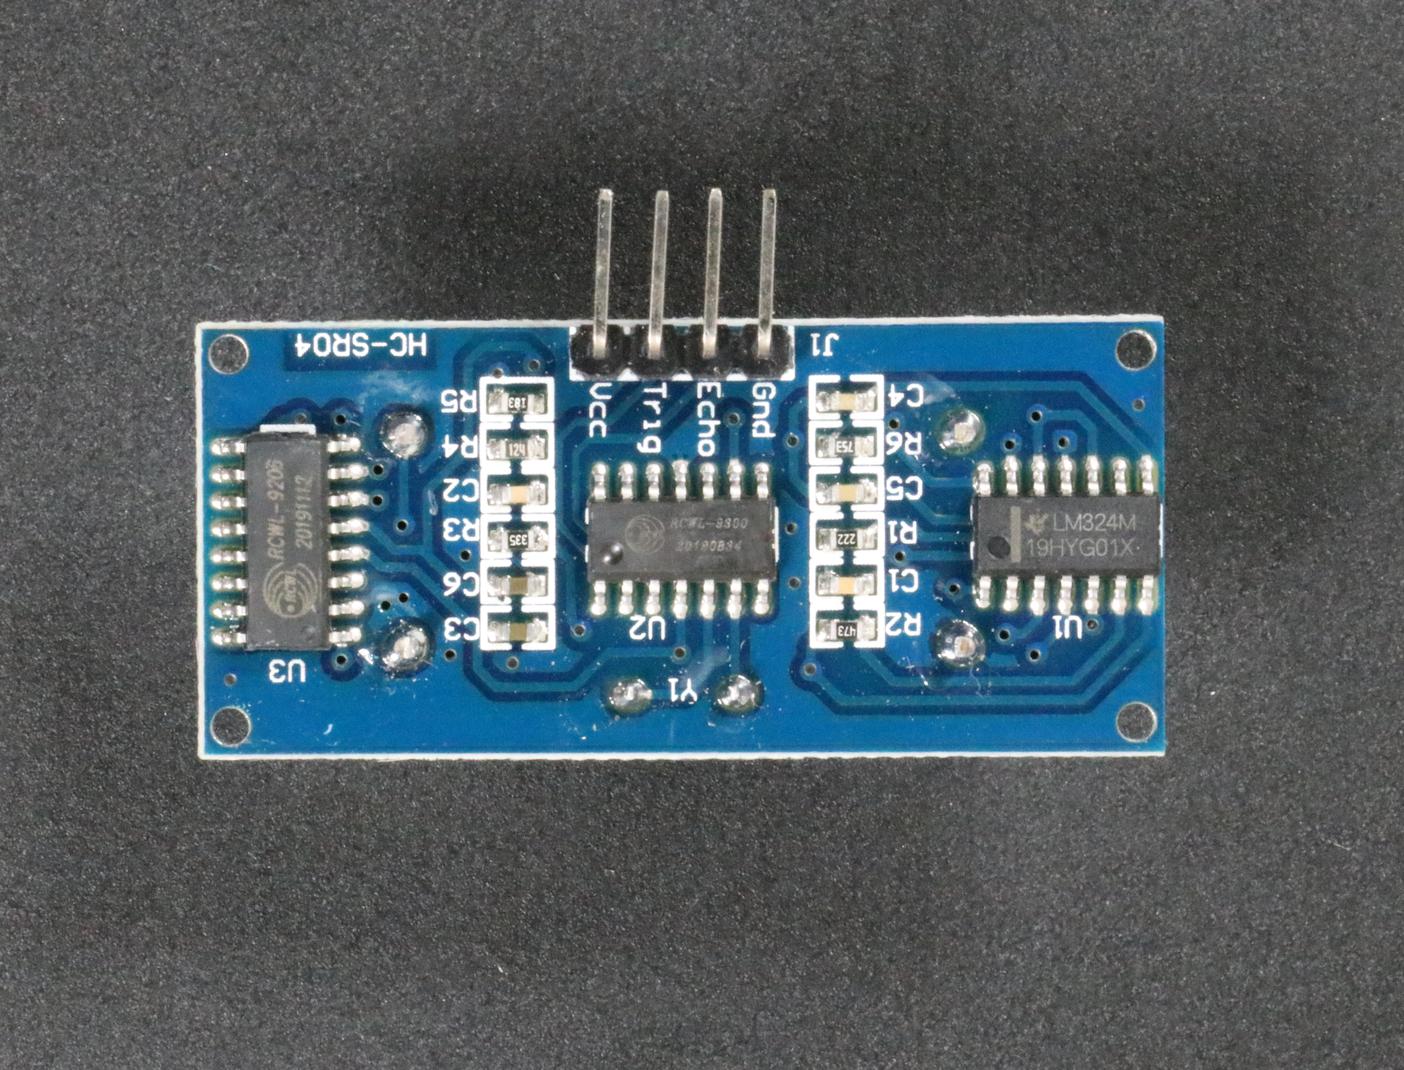 HC-SR04
J1
Vcc
Trig
Echo
Gnd
R5
183
R4
124
C2
R3
335
C6
C3
C4
R6
753
C5
R1
222
C1
R2
473
RCWL-9206
20191112
U3
RCWL-9300
20190834
U2
Y1
LM324M
19HYG01X
U1